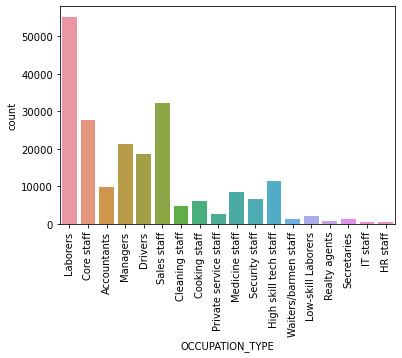 50000
40000
30000
20000
10000
0
count
Laborers
Core staff
Accountants
Managers
Drivers
Sales staff
Cleaning staff
Cooking staff
Private service staff
Medicine staff
Security staff
High skill tech staff
Waiters/barmen staff
Low-skill Laborers
Realty agents
Secretaries
IT staff
HR staff
OCCUPATION_TYPE